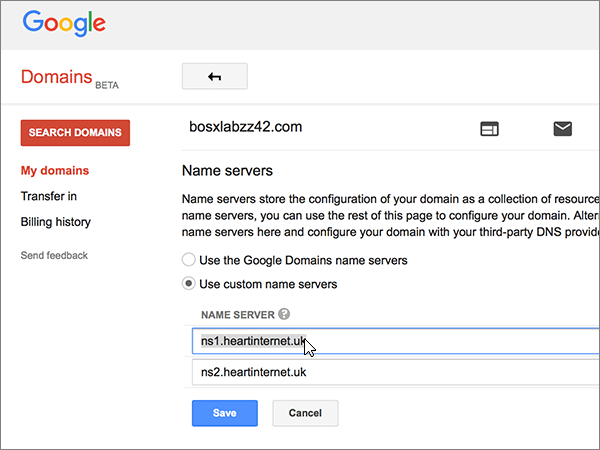 Google
Domains BETA
SEARCH DOMAINS
My domains
Transfer in
Billing history
Send feedback
bosxlabzz42.com
Name servers
Name servers store the configuration of your domain as a collection of resource
name servers, you can use the rest of this page to configure your domain. Alter
name servers here and configure your domain with your third-party DNS provide
Use the Google Domains name servers
Use custom name servers
NAME SERVER ?
ns1.heartinternet.uk
ns2.heartinternet.uk
Save Cancel